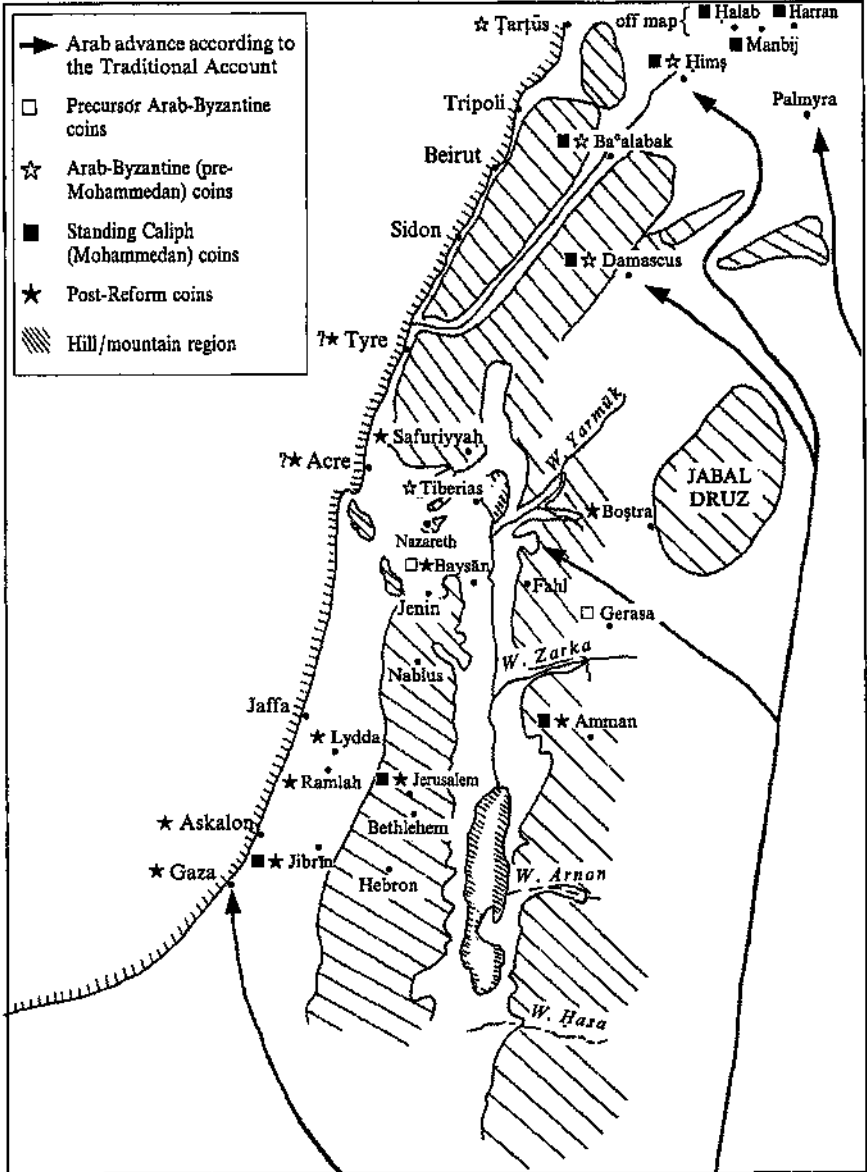 Arab advance according to
the Traditional Account
Precursor Arab-Byzantine
coins
Arab-Byzantine (pre-
Mohammedan) coins
Standing Caliph
(Mohammedan) coins
Post-Reform coins
Hill/mountain region
Ṭarṭūs
off map {
Halab
Harran
Manbij
Ḥimṣ
Palmyra
Tripoli
Ba'alabak
Beirut
Sidon
Damascus
? Tyre
Safuriyyah
W. Yarmūk
? Acre
JABAL
DRUZ
Tiberias
Boṣtra
Nazareth
Baysān
Fahl
Jenin
Gerasa
W. Zarka
Nablus
Jaffa
Amman
Lydda
Ramlah
Jerusalem
Bethlehem
Askalon
Jibrīn
Gaza
Hebron
W. Arnon
W. Ḥasa